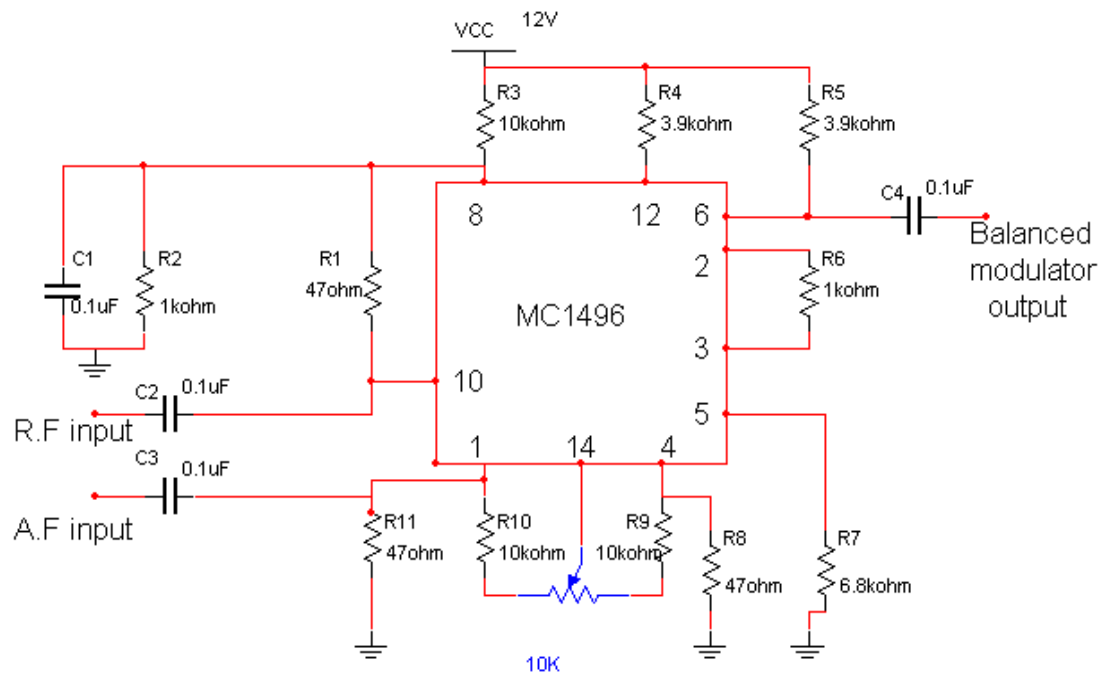 VCC 12V
R3
10kohm
R4
3.9kohm
R5
3.9kohm
C4 0.1uF
8
12
6
Balanced
modulator
output
C1
0.1uF
R2
1kohm
R1
47ohm
2
R6
1kohm
MC1496
3
10
C2 0.1uF
R.F input
5
1
14
4
C3 0.1uF
A.F input
R11
47ohm
R10
10kohm
R9
10kohm
R8
47ohm
R7
6.8kohm
10K